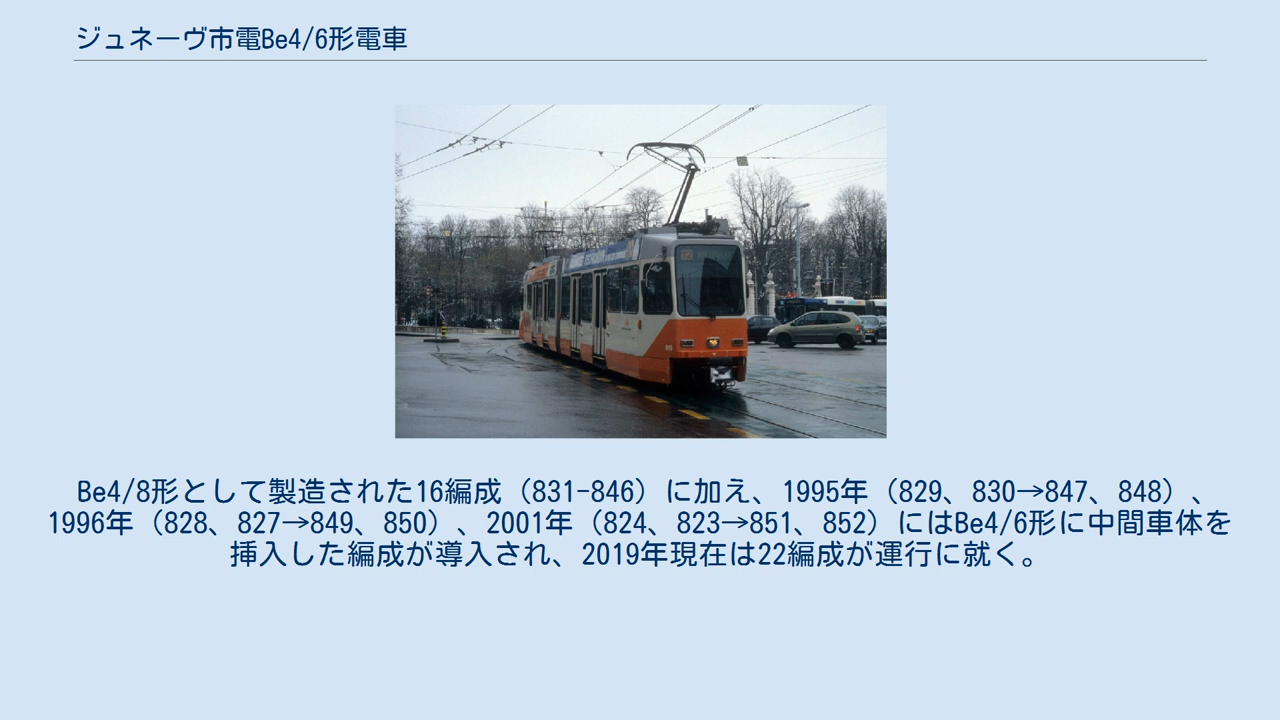 ジュネーヴ市電Be4/6形電車
Be4/8形として製造された16編成（831-846）に加え、1995年（829、830→847、848）、
1996年（828、827→849、850）、2001年（824、823→851、852）にはBe4/6形に中間車体を
挿入した編成が導入され、2019年現在は22編成が運行に就く。